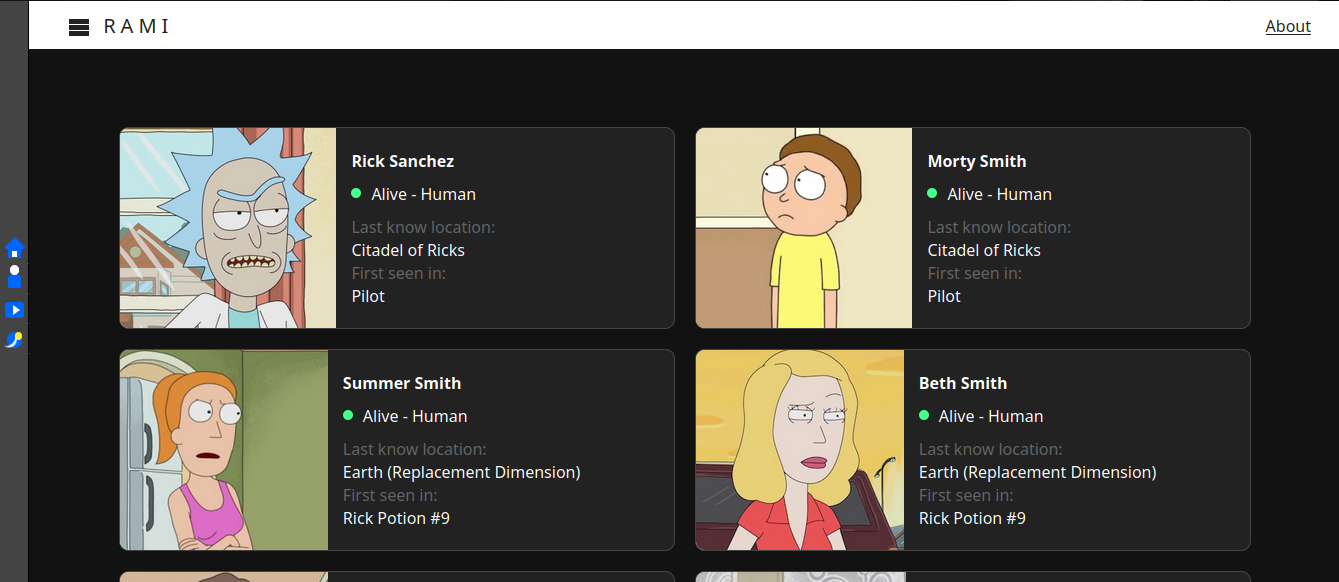 RAMI
About
Rick Sanchez
Alive - Human
Last know location:
Citadel of Ricks
First seen in:
Pilot
Morty Smith
Alive - Human
Last know location:
Citadel of Ricks
First seen in:
Pilot
Summer Smith
Alive - Human
Last know location:
Earth (Replacement Dimension)
First seen in:
Rick Potion #9
Beth Smith
Alive - Human
Last know location:
Earth (Replacement Dimension)
First seen in:
Rick Potion #9